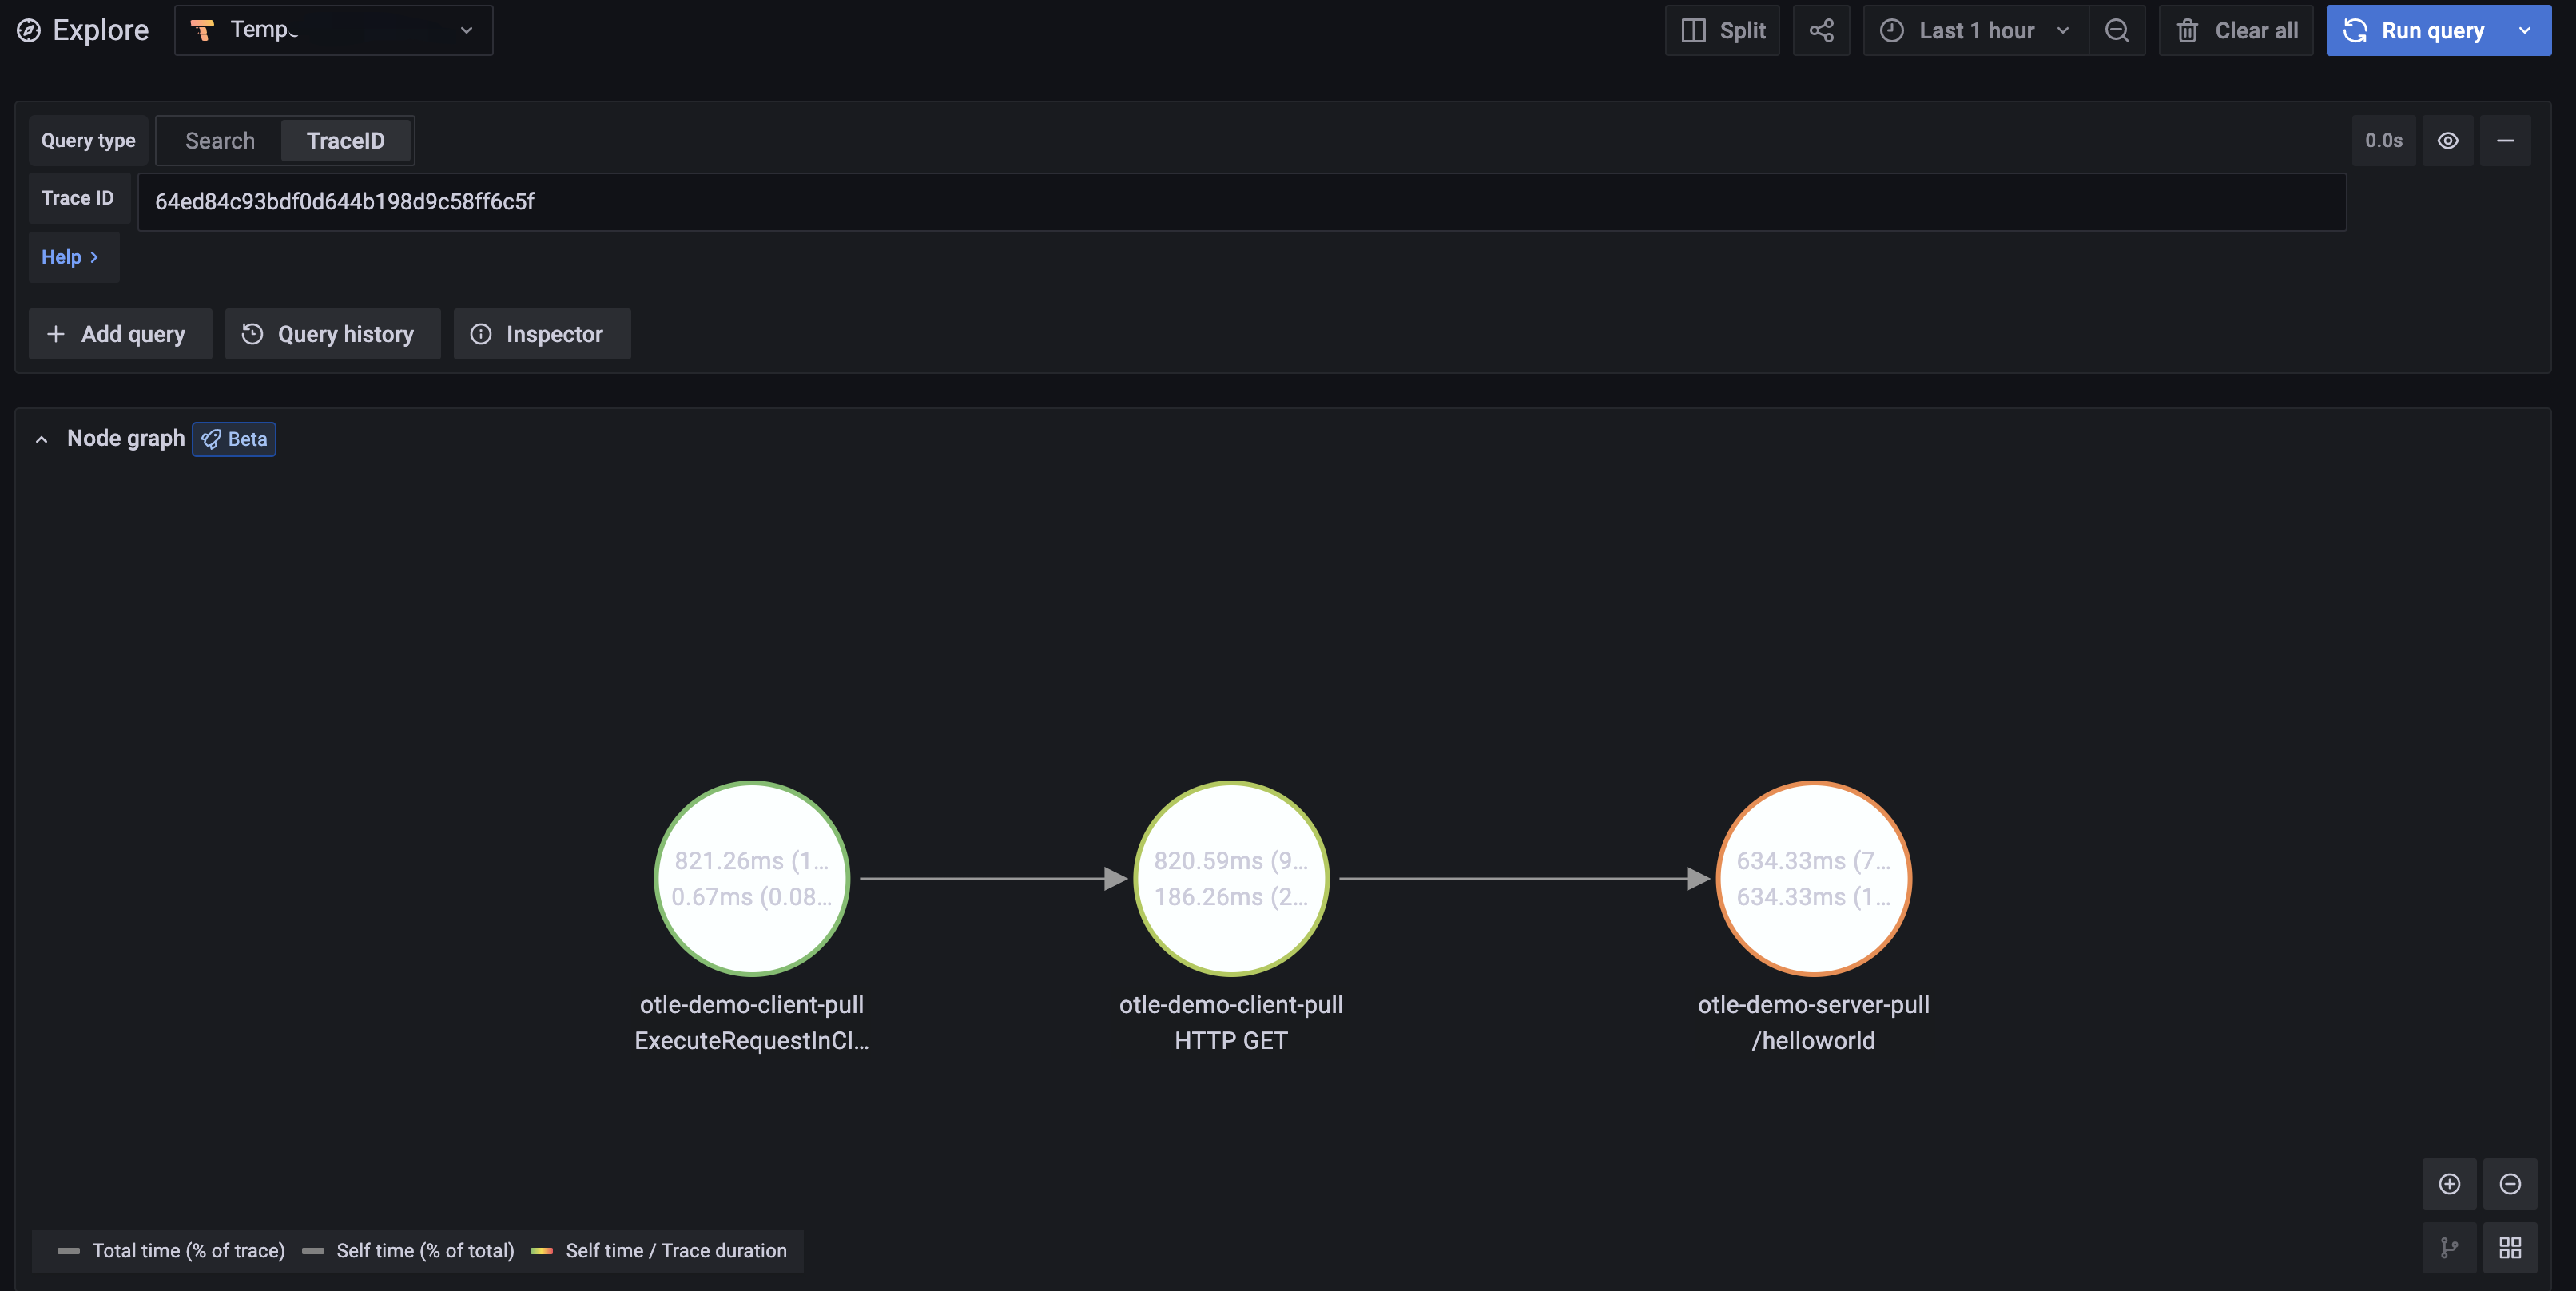 Explore
Split
Last 1 hour
Clear all
Run query
Query type
Search
TraceID
0.0s
Trace ID
64ed84c93bdf0d644b198d9c58ff6c5f
Help
Add query
Query history
Inspector
Node graph
Beta
821.26ms (1...
0.67ms (0.08...
otle-demo-client-pull
ExecuteRequestInCl...
820.59ms (9...
186.26ms (2...
otle-demo-client-pull
HTTP GET
634.33ms (7...
634.33ms (1...
otle-demo-server-pull
/helloworld
Total time (% of trace)
Self time (% of total)
Self time / Trace duration